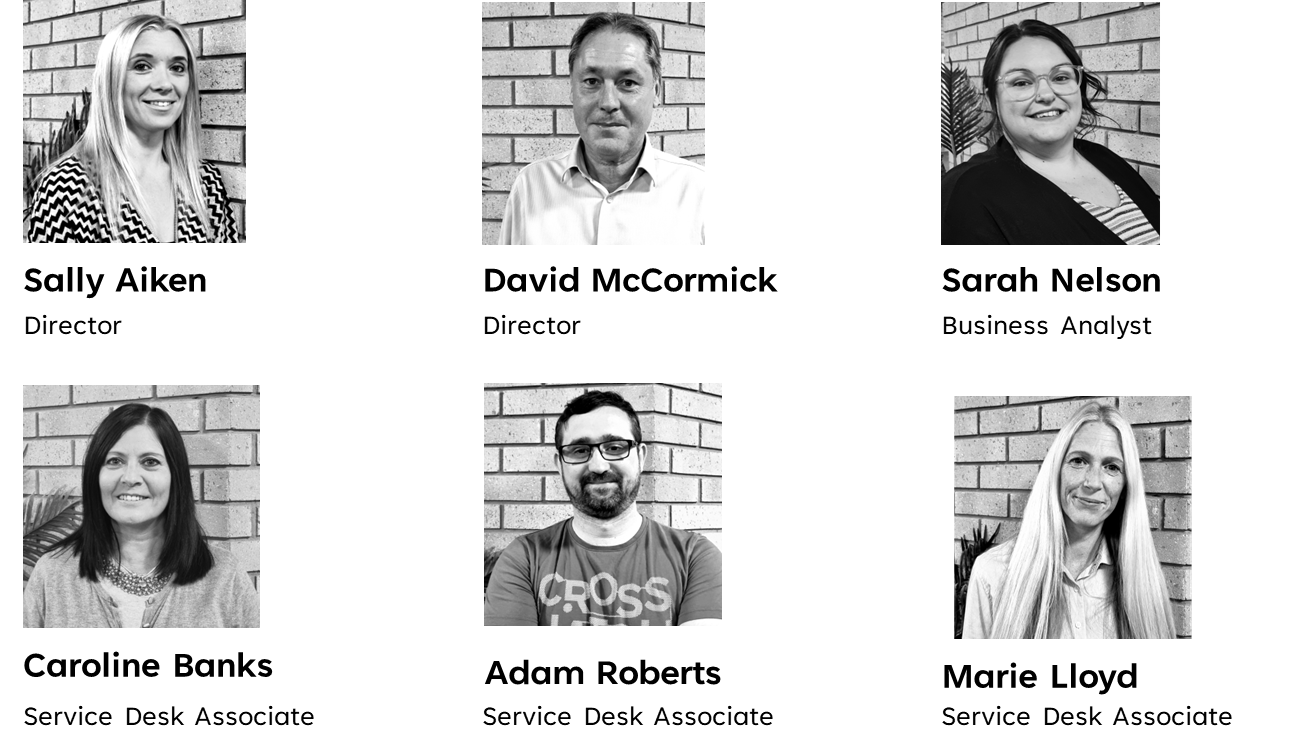 Sally Aiken
Director
David McCormick
Director
Sarah Nelson
Business Analyst
CROSS
Caroline Banks
Service Desk Associate
Adam Roberts
Service Desk Associate
Marie Lloyd
Service Desk Associate